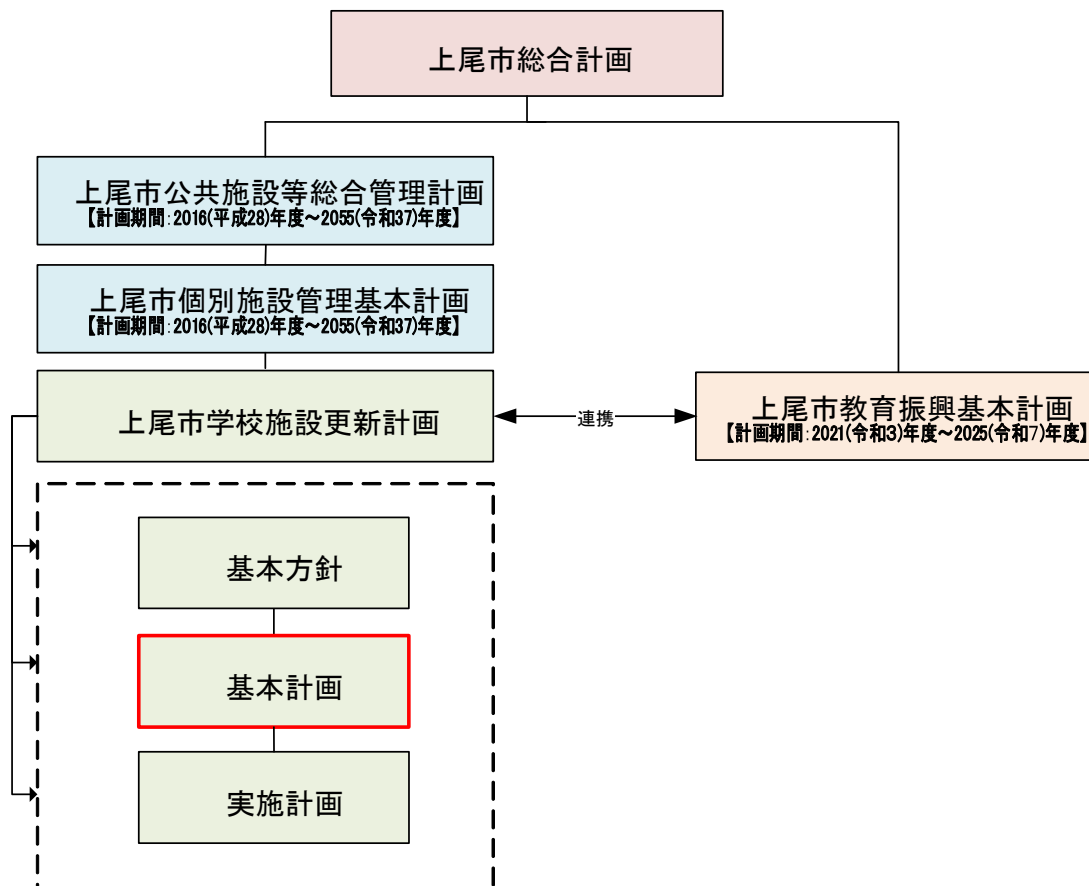 上尾市総合計画
上尾市公共施設等総合管理計画
【計画期間:2016(平成28)年度～2055(令和37)年度】
上尾市個別施設管理基本計画
【計画期間:2016(平成28)年度～2055(令和37)年度】
上尾市学校施設更新計画
連携
上尾市教育振興基本計画
【計画期間:2021(令和3)年度～2025(令和7)年度】
基本方針
基本計画
実施計画